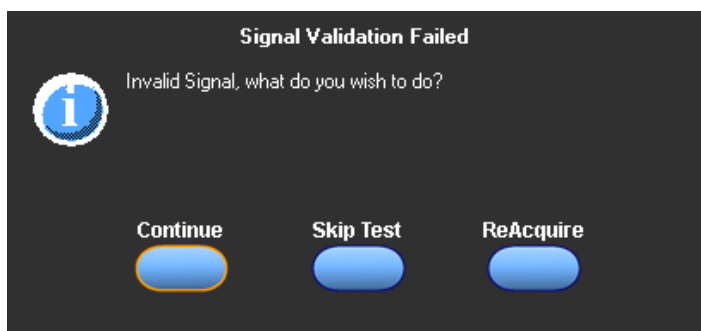 Signal Validation Failed
Invalid Signal, what do you wish to do?
Continue Skip Test ReAcquire